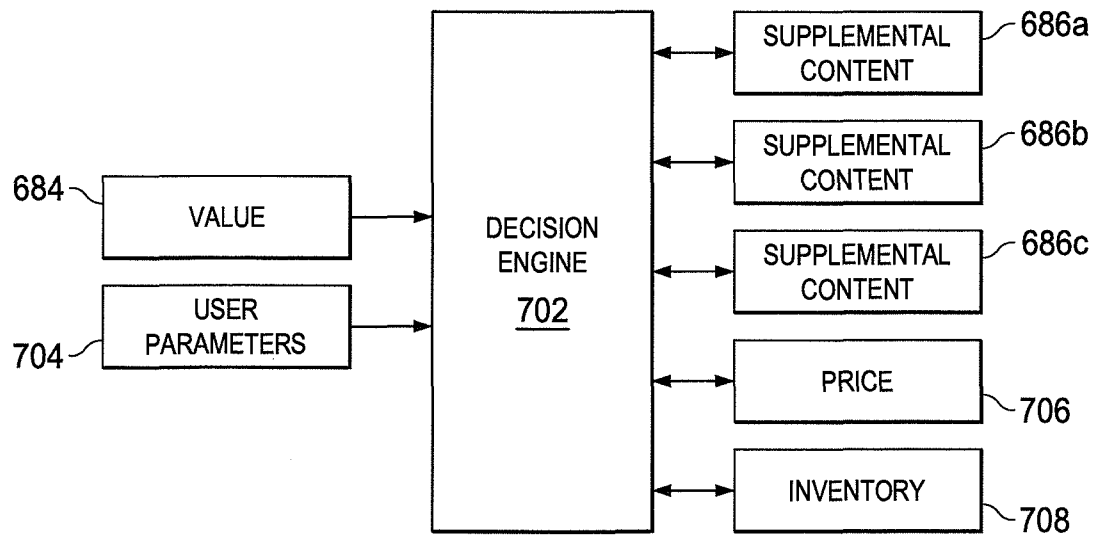 684
VALUE
USER
PARAMETERS
704
DECISION
ENGINE
702
SUPPLEMENTAL
CONTENT
686a
SUPPLEMENTAL
CONTENT
686b
SUPPLEMENTAL
CONTENT
686c
PRICE
706
INVENTORY
708